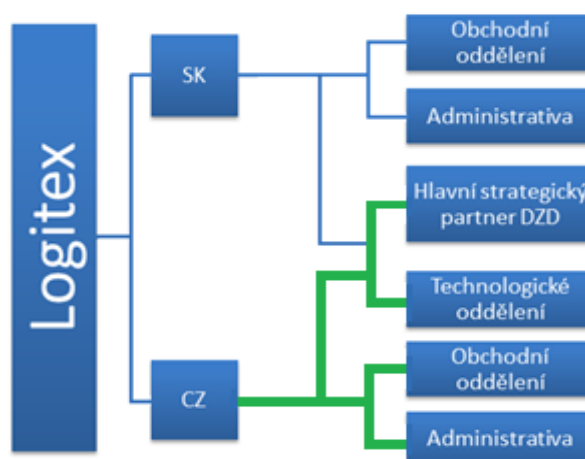 Logitex
SK
CZ
Obchodní
oddělení
Administrativa
Hlavní strategický
partner DZD
Technologické
oddělení
Obchodní
oddělení
Administrativa